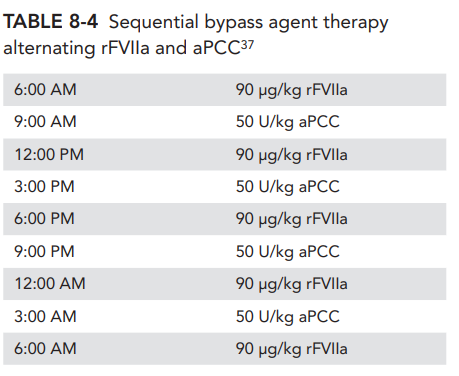 TABLE 8-4 Sequential bypass agent therapy
alternating rFVIIa and aPCC37
6:00 AM 90 µg/kg rFVIIa
9:00 AM 50 U/kg aPCC
12:00 PM 90 µg/kg rFVIIa
3:00 PM 50 U/kg aPCC
6:00 PM 90 µg/kg rFVIIa
9:00 PM 50 U/kg aPCC
12:00 AM 90 µg/kg rFVIIa
3:00 AM 50 U/kg aPCC
6:00 AM 90 µg/kg rFVIIa